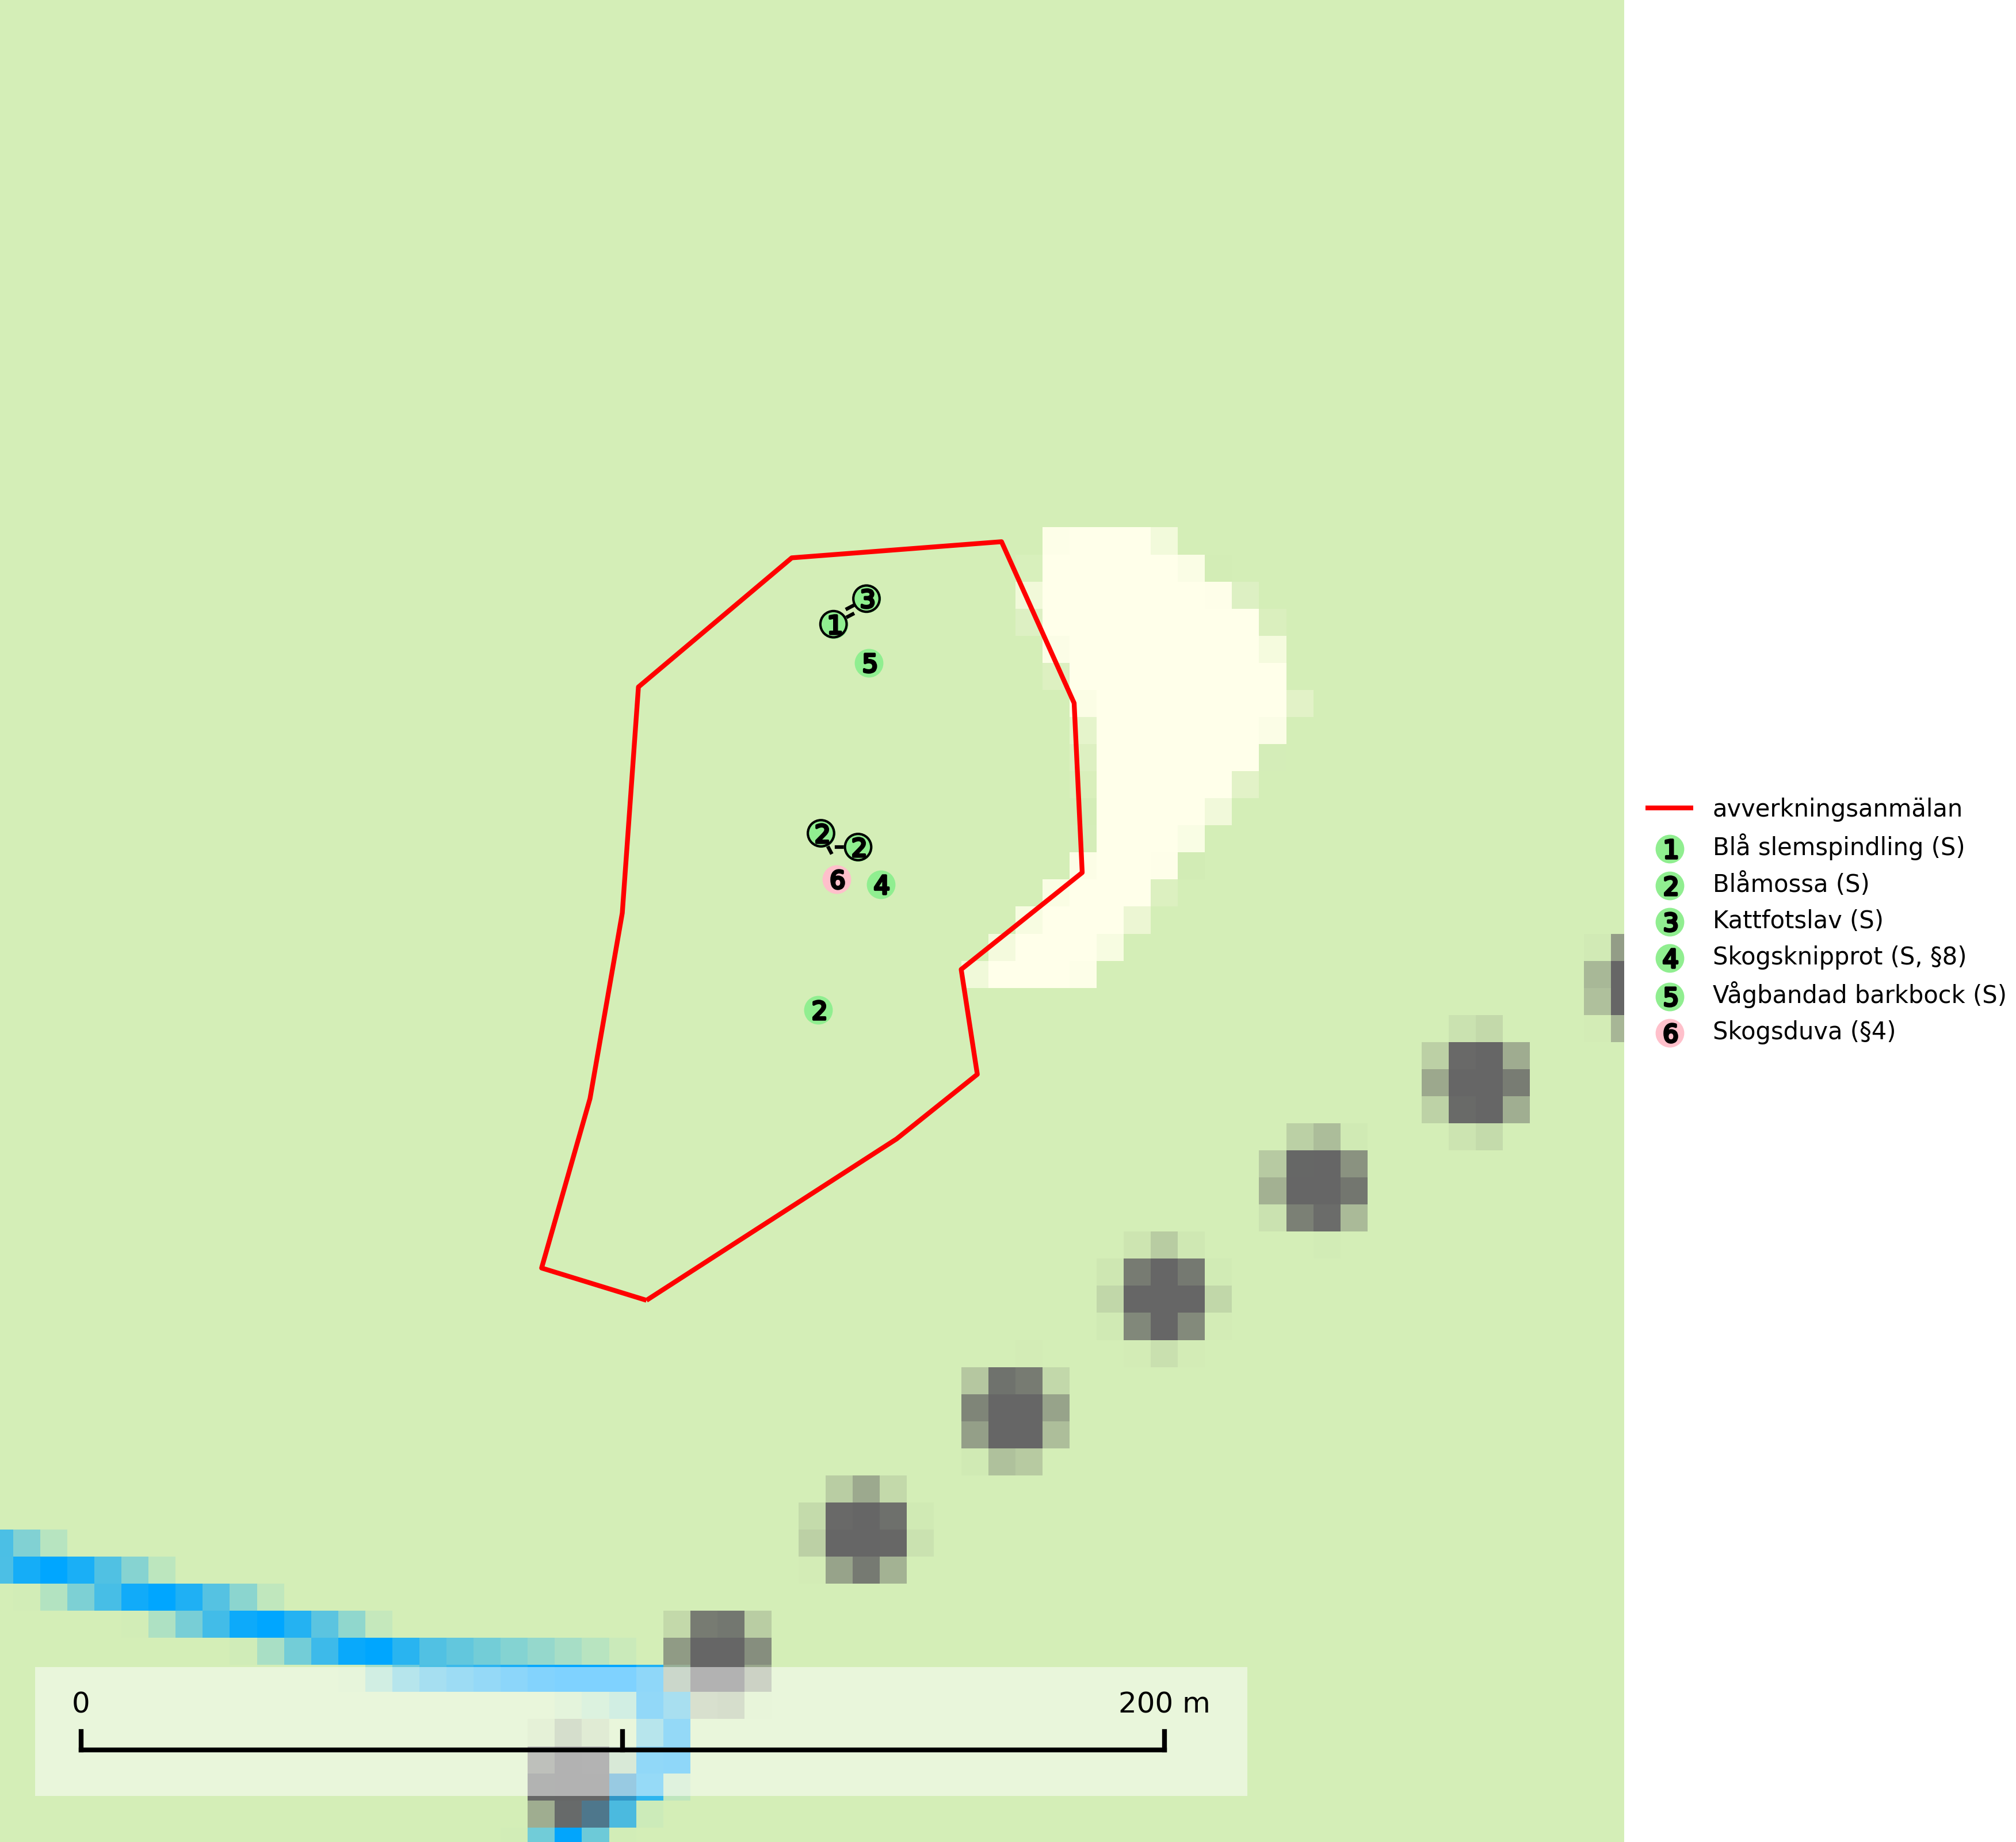 3
1
5
2
2
6
4
2
avverkningsanmälan
1 Blå slemspindling (S)
2 Blåmossa (S)
3 Kattfotslav (S)
4 Skogsknipprot (S, §8)
5 Vågbandad barkbock (S)
6 Skogsduva (§4)
0 200 m